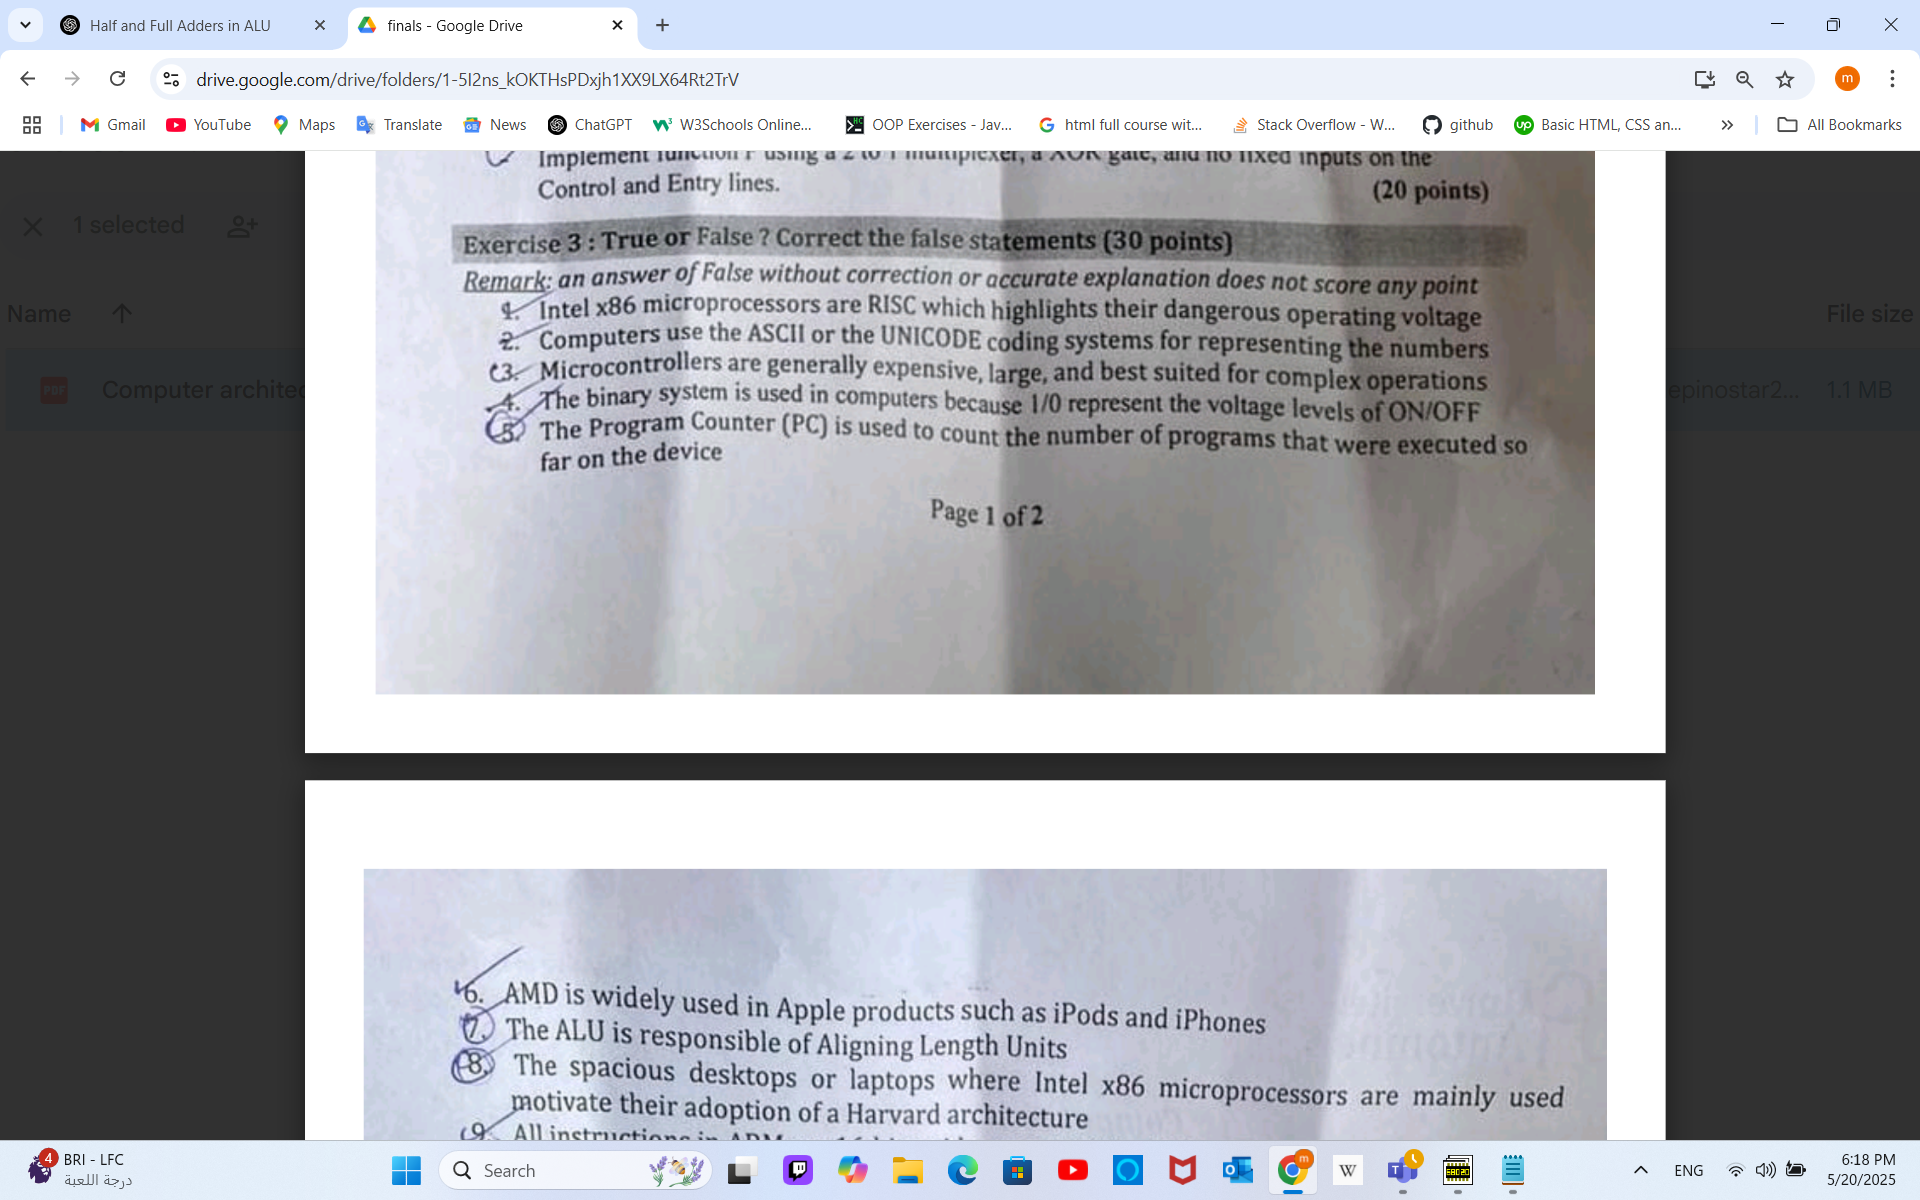 Half and Full Adders in ALU
finals - Google Drive
drive.google.com/drive/folders/1-5I2ns_kOKTHsPDxjh1XX9LX64Rt2TrV
m
Gmail
YouTube
Maps
Translate
News
ChatGPT
W3Schools Online...
OOP Exercises - Jav...
html full course wit...
Stack Overflow - W...
github
Basic HTML, CSS an...
All Bookmarks
1 selected
Name
File size
Computer architec
epinostar2...
1.1 MB
Implement function F using a 2 to 1 multiplexer, a XOR gate, and no fixed inputs on the
Control and Entry lines.
(20 points)
Exercise 3 : True or False ? Correct the false statements (30 points)
Remark: an answer of False without correction or accurate explanation does not score any point
1. Intel x86 microprocessors are RISC which highlights their dangerous operating voltage
2. Computers use the ASCII or the UNICODE coding systems for representing the numbers
3. Microcontrollers are generally expensive, large, and best suited for complex operations
4. The binary system is used in computers because 1/0 represent the voltage levels of ON/OFF
5. The Program Counter (PC) is used to count the number of programs that were executed so
far on the device
Page 1 of 2
6. AMD is widely used in Apple products such as iPods and iPhones
7. The ALU is responsible of Aligning Length Units
8. The spacious desktops or laptops where Intel x86 microprocessors are mainly used
motivate their adoption of a Harvard architecture
9. All instructions in ARM
4
BRI - LFC
درجة اللعبة
Search
ENG
6:18 PM
5/20/2025